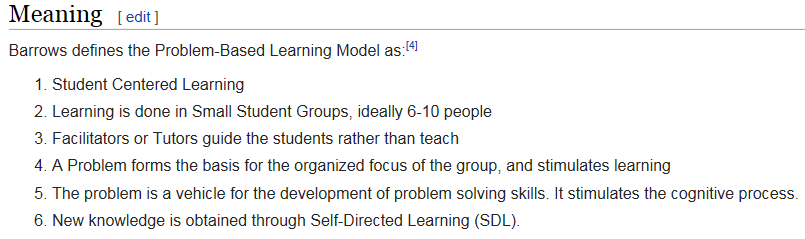 Meaning [ edit ]
Barrows defines the Problem-Based Learning Model as:[4]
1. Student Centered Learning
2. Learning is done in Small Student Groups, ideally 6-10 people
3. Facilitators or Tutors guide the students rather than teach
4. A Problem forms the basis for the organized focus of the group, and stimulates learning
5. The problem is a vehicle for the development of problem solving skills. It stimulates the cognitive process.
6. New knowledge is obtained through Self-Directed Learning (SDL).